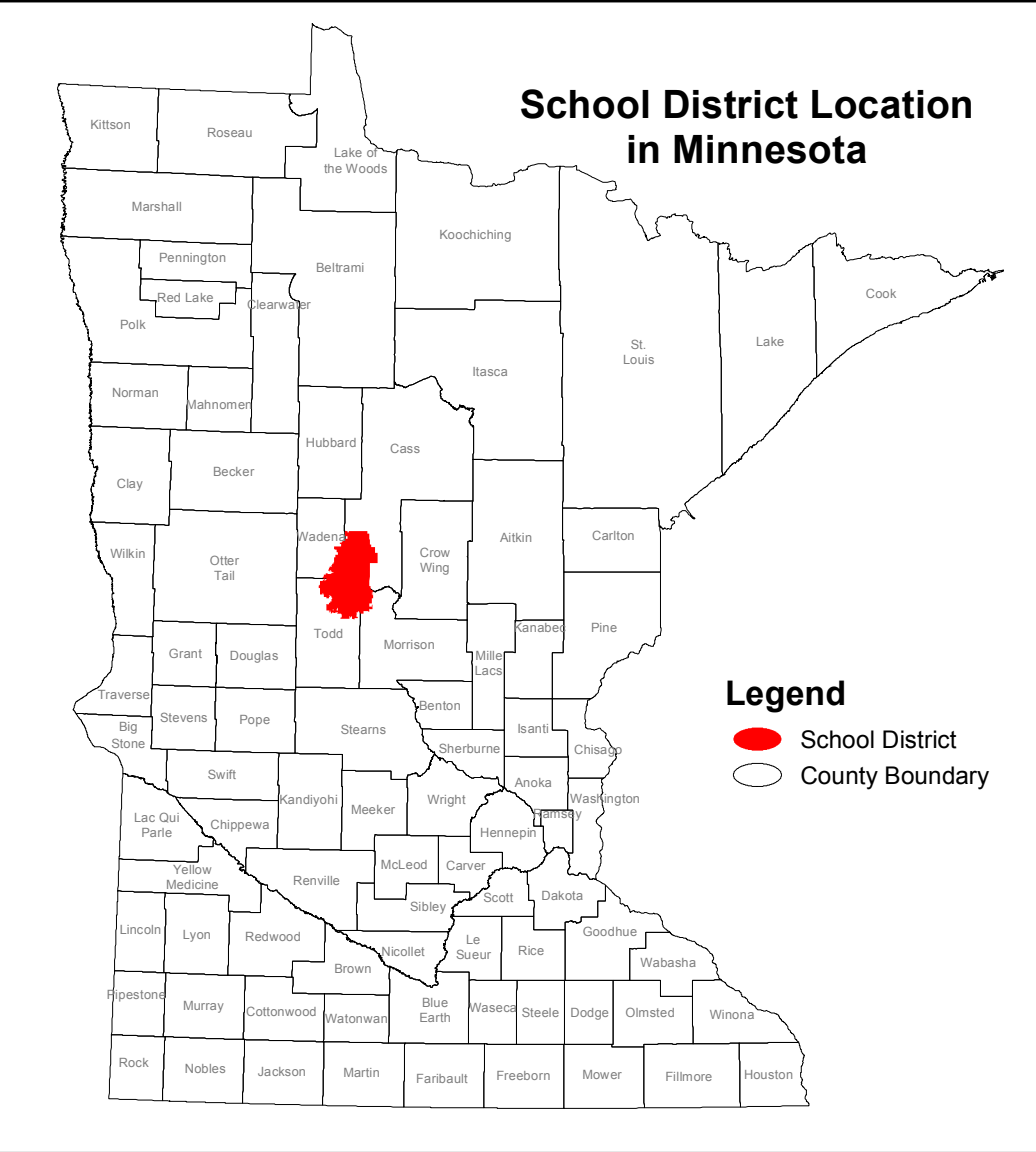 School District Location
in Minnesota
Kittson
Roseau
Lake of
the Woods
Marshall
Koochiching
Pennington
Beltrami
Red Lake
Clearwater
Cook
Polk
St.
Louis
Lake
Itasca
Norman
Mahnomen
Hubbard
Cass
Becker
Clay
Wadena
Aitkin
Carlton
Wilkin
Otter
Tail
Crow
Wing
Todd
Morrison
Kanabec
Pine
Grant
Douglas
Mille
Lacs
Traverse
Stevens
Pope
Stearns
Benton
Big
Stone
Isanti
Sherburne
Chisago
Swift
Kandiyohi
Meeker
Wright
Anoka
Washington
Ramsey
Lac Qui
Parle
Chippewa
Hennepin
Yellow
Medicine
Renville
McLeod
Carver
Sibley
Scott
Dakota
Lincoln
Lyon
Redwood
Nicollet
Le
Sueur
Rice
Goodhue
Brown
Wabasha
Pipestone
Murray
Cottonwood
Watonwan
Blue
Earth
Waseca
Steele
Dodge
Olmsted
Winona
Rock
Nobles
Jackson
Martin
Faribault
Freeborn
Mower
Fillmore
Houston
Legend
School District
County Boundary